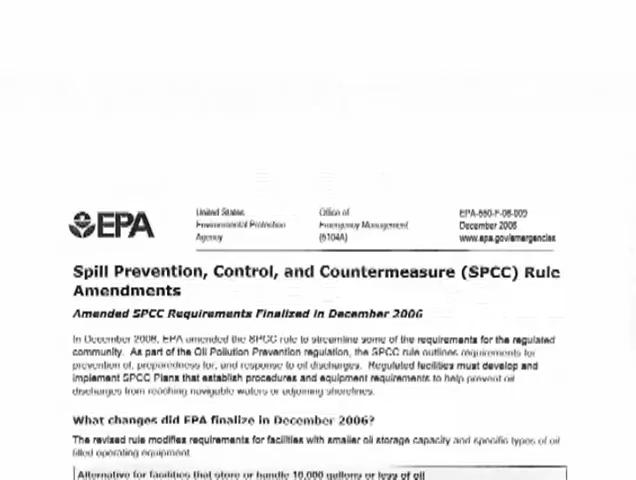 EPA
United States
Environmental Protection
Agency
Office of
Emergency Management
(5104A)
December 2006
www.epa.gov/emergencies
Spill Prevention, Control, and Countermeasure (SPCC) Rule
Amendments
Amended SPCC Requirements Finalized in December 2006
In December 2006, EPA amended the SPCC rule to streamline some of the requirements for the regulated
community. As part of the Oil Pollution Prevention regulation, the SPCC rule outlines requirements for
prevention of, preparedness for, and response to oil discharges. Regulated facilities must develop and
implement SPCC Plans that establish procedures and equipment requirements to help prevent oil
discharges from reaching navigable waters or adjoining shorelines.
What changes did EPA finalize in December 2006?
The revised rule modifies requirements for facilities with smaller oil storage capacity and specific types of oil
filled operating equipment
Alternative for facilities that store or handle 10,000 gallons or less of oil